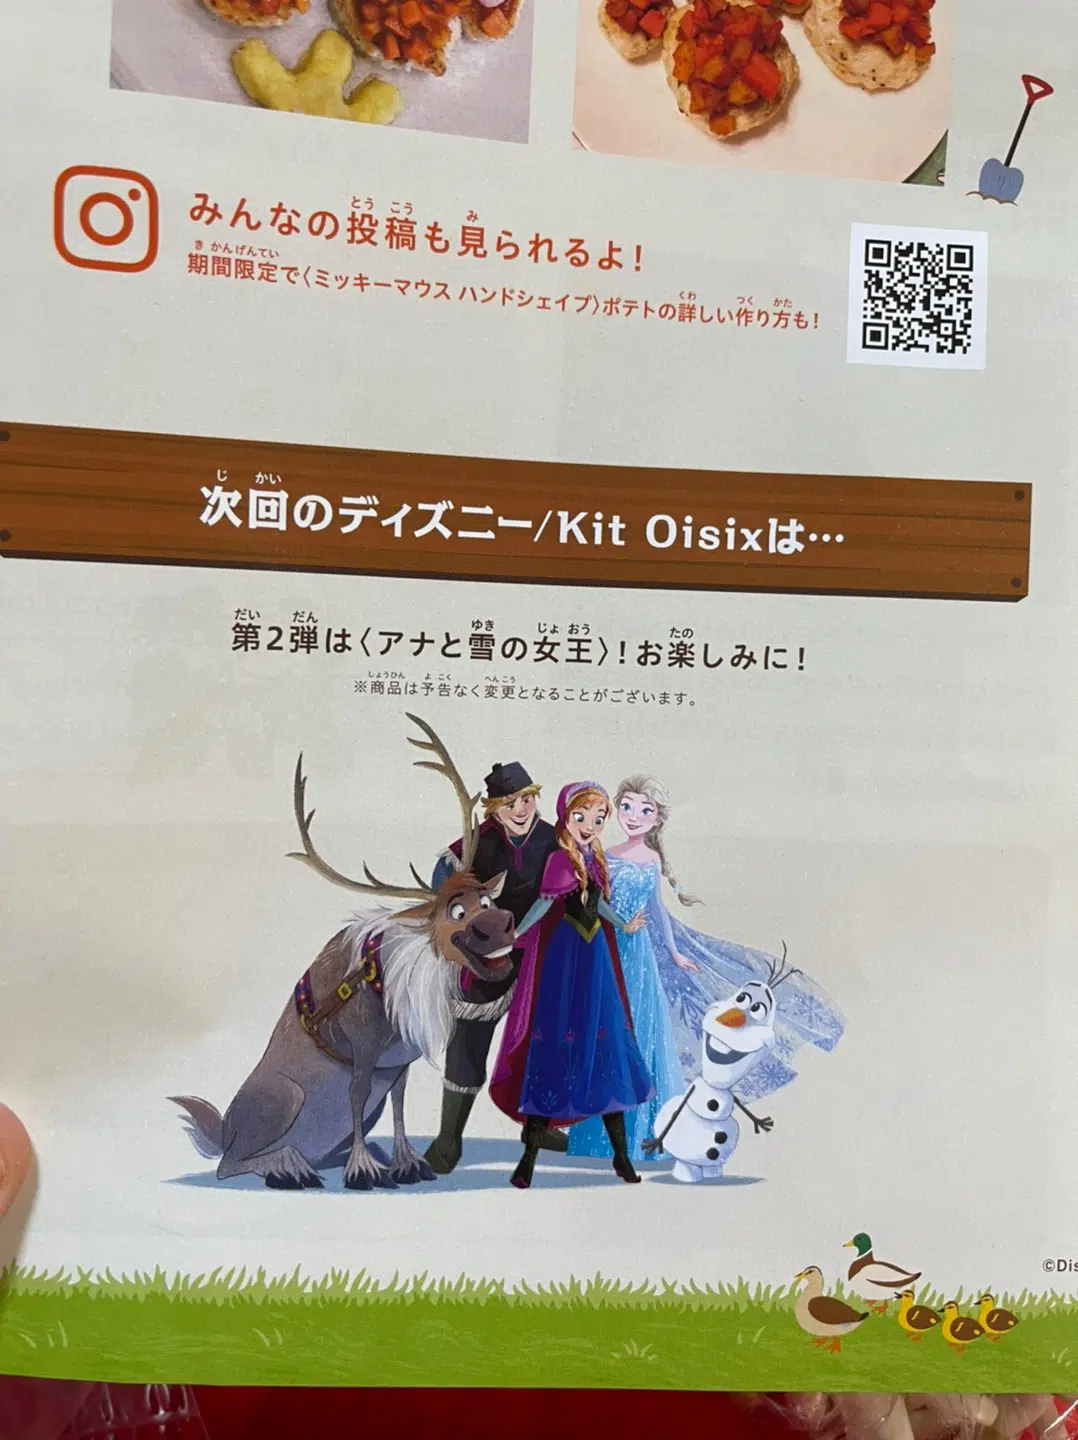 みんなの投稿も見られるよ!
期間限定で〈ミッキーマウス ハンドシェイプ〉ポテトの詳しい作り方も!
次回のディズニー/Kit Oisixは…
第2弾は〈アナと雪の女王〉!お楽しみに!
※商品は予告なく変更となることがございます。
©Dis